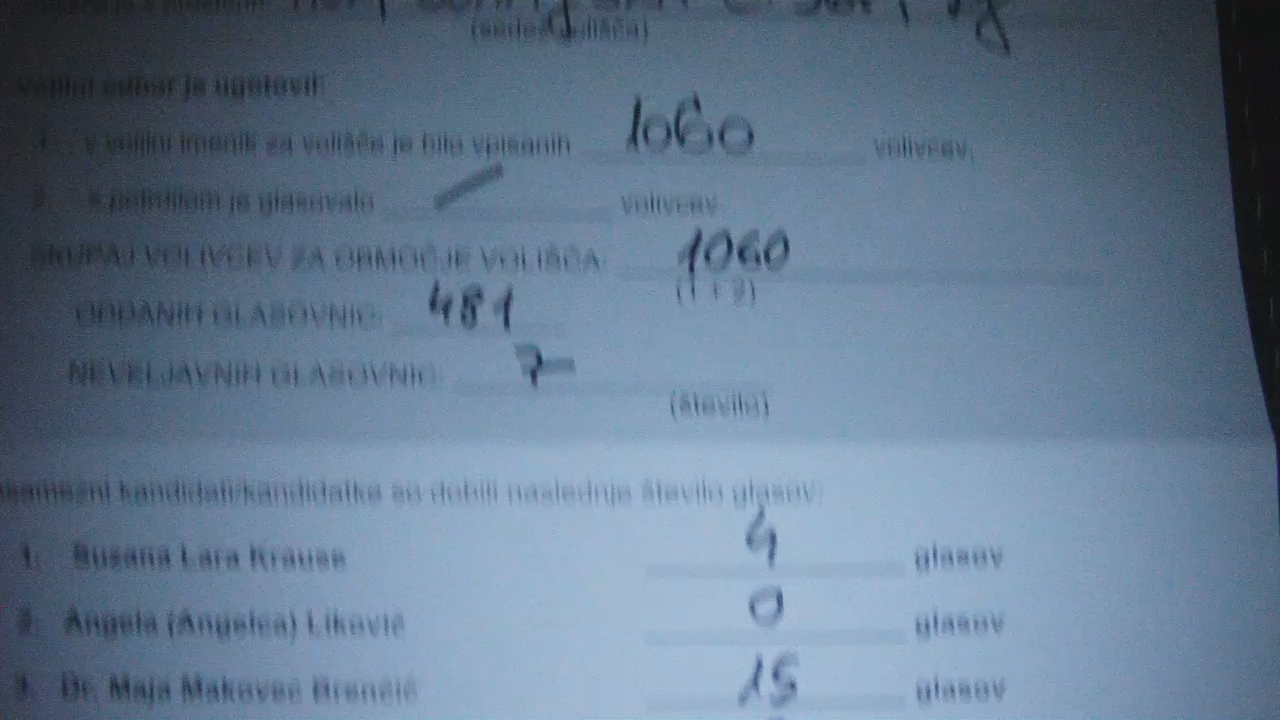 (sedež volišča)
Volilni odbor je ugotovil:
1. v volilni imenik za volišče je bilo vpisanih 1060 volivcev,
2. s potrdilom je glasovalo / volivcev
SKUPAJ VOLIVCEV ZA OBMOČJE VOLIŠČA: 1060
(1 + 2)
ODDANIH GLASOVNIC: 481
NEVELJAVNIH GLASOVNIC: 7
(število)
kandidati/kandidatke so dobili naslednje število glasov:
1. Susana Lara Krause 4 glasov
2. Angela (Angelca) Likovič 0 glasov
3. Dr. Maja Makovec Brenčič 15 glasov